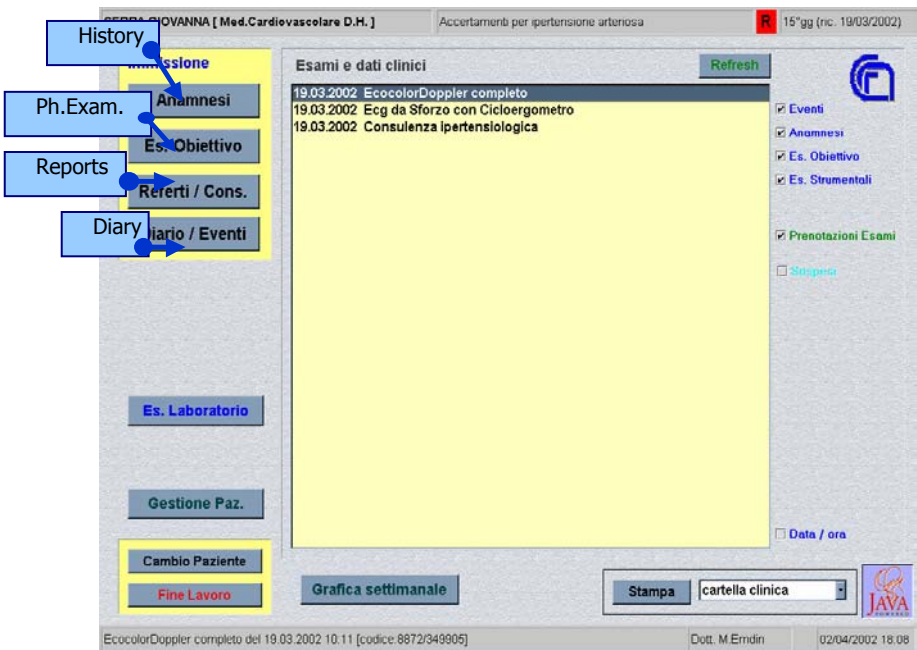 GIOVANNA [ Med.Cardiovascolare D.H. ] Accertamenti per ipertensione arteriosa R 15°gg (ric. 19/03/2002)
History
Ph.Exam.
Reports
Diary
Anamnesi
Es. Obiettivo
Referti / Cons.
Diario / Eventi
Es. Laboratorio
Gestione Paz.
Cambio Paziente
Fine Lavoro
Esami e dati clinici
Refresh
19.03.2002 EcocolorDoppler completo
19.03.2002 Ecg da Sforzo con Cicloergometro
19.03.2002 Consulenza ipertensiologica
Eventi
Anamnesi
Es. Obiettivo
Es. Strumentali
Prenotazioni Esami
Sospesi
Data / ora
Grafica settimanale
Stampa
cartella clinica
JAVA
POWERED
EcocolorDoppler completo del 19.03.2002 10:11 [codice:8872/349905]
Dott. M.Emdin
02/04/2002 18:08